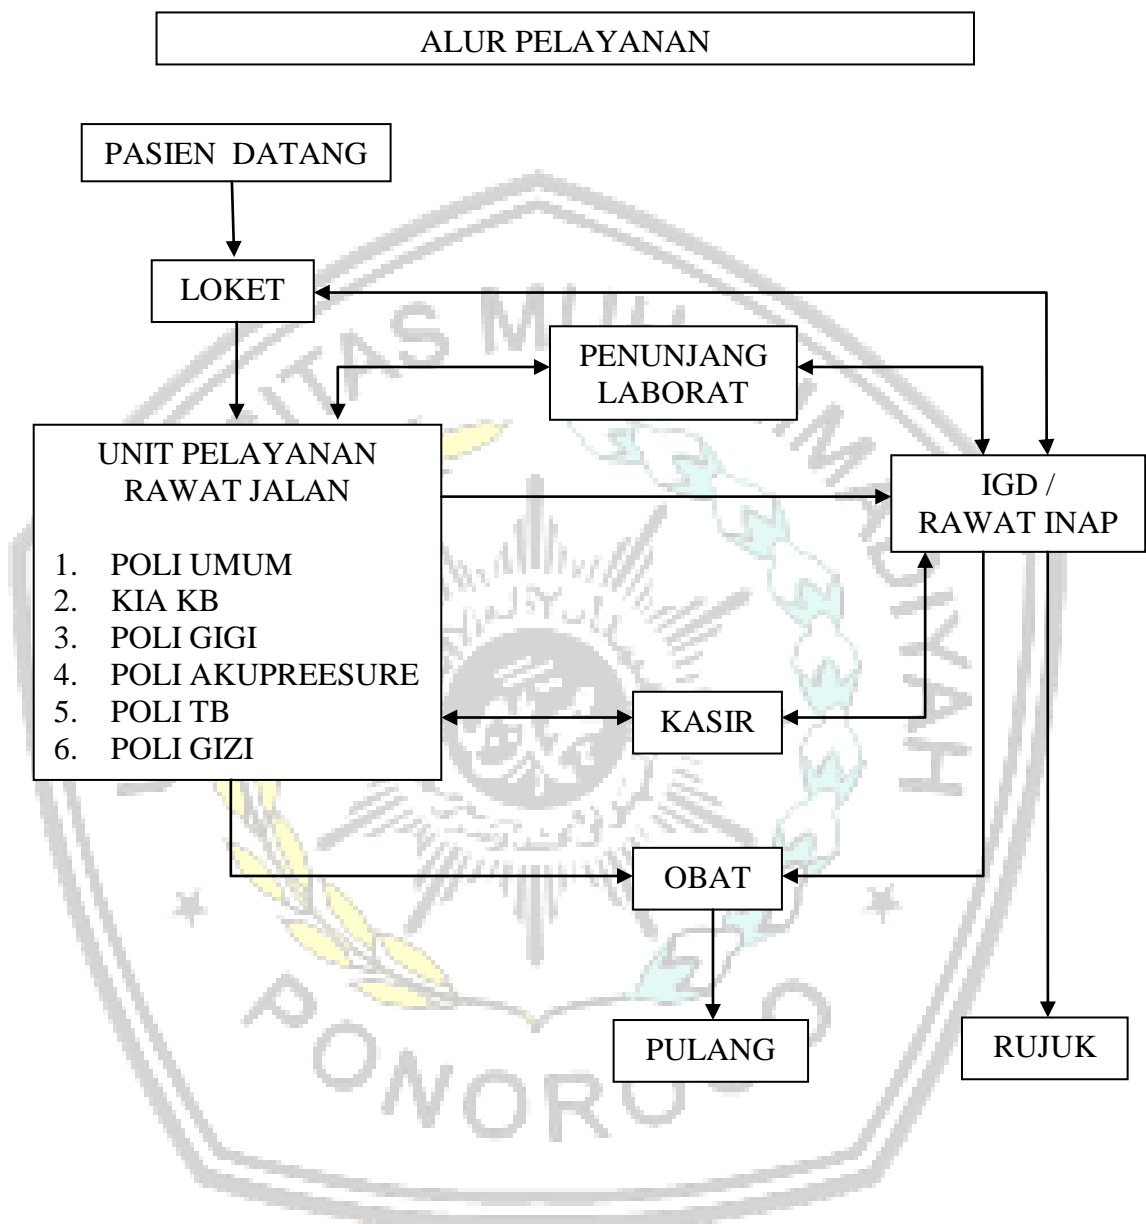 ALUR PELAYANAN
PASIEN DATANG
LOKET
PENUNJANG
LABORAT
UNIT PELAYANAN
RAWAT JALAN
1. POLI UMUM
2. KIA KB
3. POLI GIGI
4. POLI AKUPREESURE
5. POLI TB
6. POLI GIZI
IGD /
RAWAT INAP
KASIR
OBAT
PULANG
RUJUK
PONOROGO